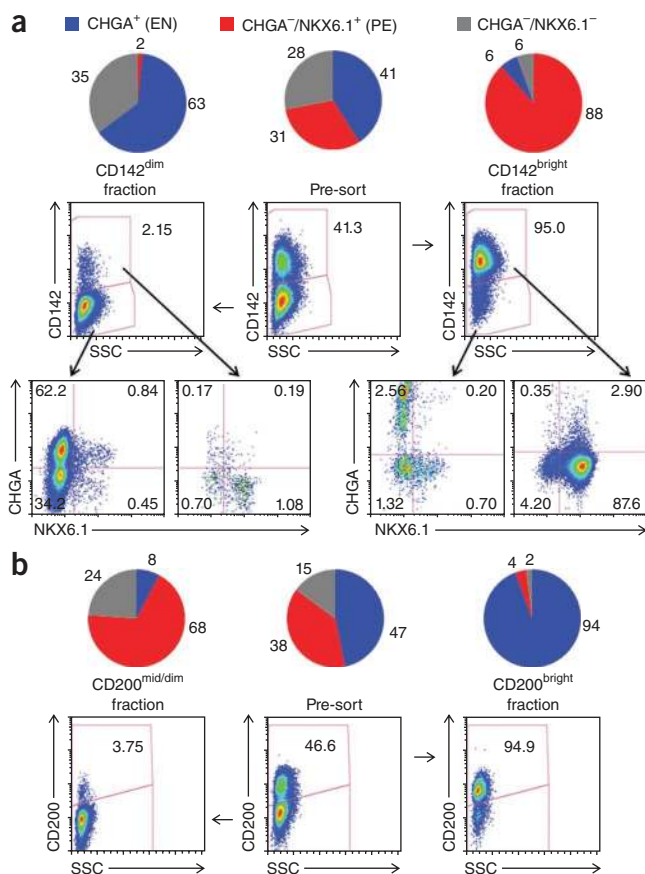 a
CHGA⁺ (EN) CHGA⁻/NKX6.1⁺ (PE) CHGA⁻/NKX6.1⁻
2
35
63
28
41
31
6 6
88
CD142dim
fraction
Pre-sort
CD142bright
fraction
2.15
41.3
95.0
CD142
CD142
CD142
SSC
SSC
SSC
62.2 0.84
34.2 0.45
0.17 0.19
0.70 1.08
2.56 0.20
1.32 0.70
0.35 2.90
4.20 87.6
CHGA
CHGA
NKX6.1
NKX6.1
b
24
8
68
15
47
38
4 2
94
CD200mid/dim
fraction
Pre-sort
CD200bright
fraction
3.75
46.6
94.9
CD200
CD200
CD200
SSC
SSC
SSC